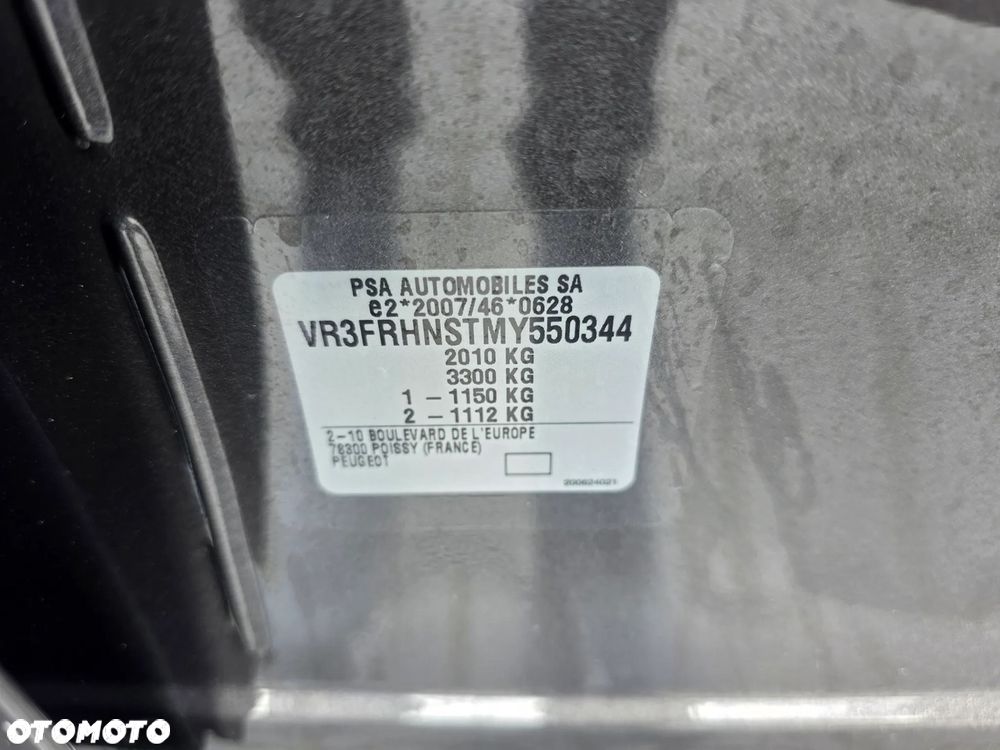 PSA AUTOMOBILES SA
e2*2007/46*0628
VR3FRHNSTMY550344
2010 KG
3300 KG
1 - 1150 KG
2 - 1112 KG
2-10 BOULEVARD DE L'EUROPE
78300 POISSY (FRANCE)
PEUGEOT
200624021
OTOMOTO